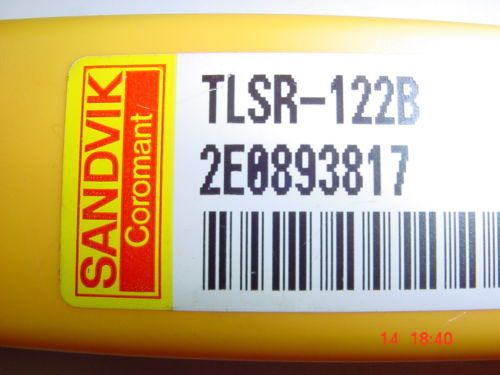 SANDVIK
Coromant
TLSR-122B
2E0893817
14 18:40